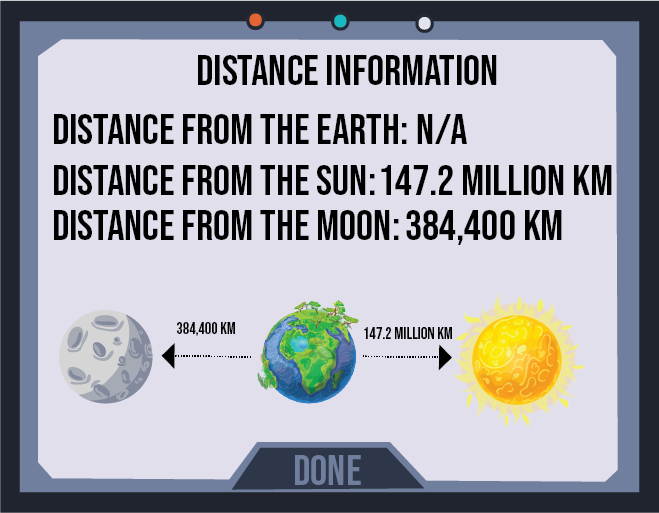 DISTANCE INFORMATION
DISTANCE FROM THE EARTH: N/A
DISTANCE FROM THE SUN: 147.2 MILLION KM
DISTANCE FROM THE MOON: 384,400 KM
384,400 KM
147.2 MILLION KM
DONE